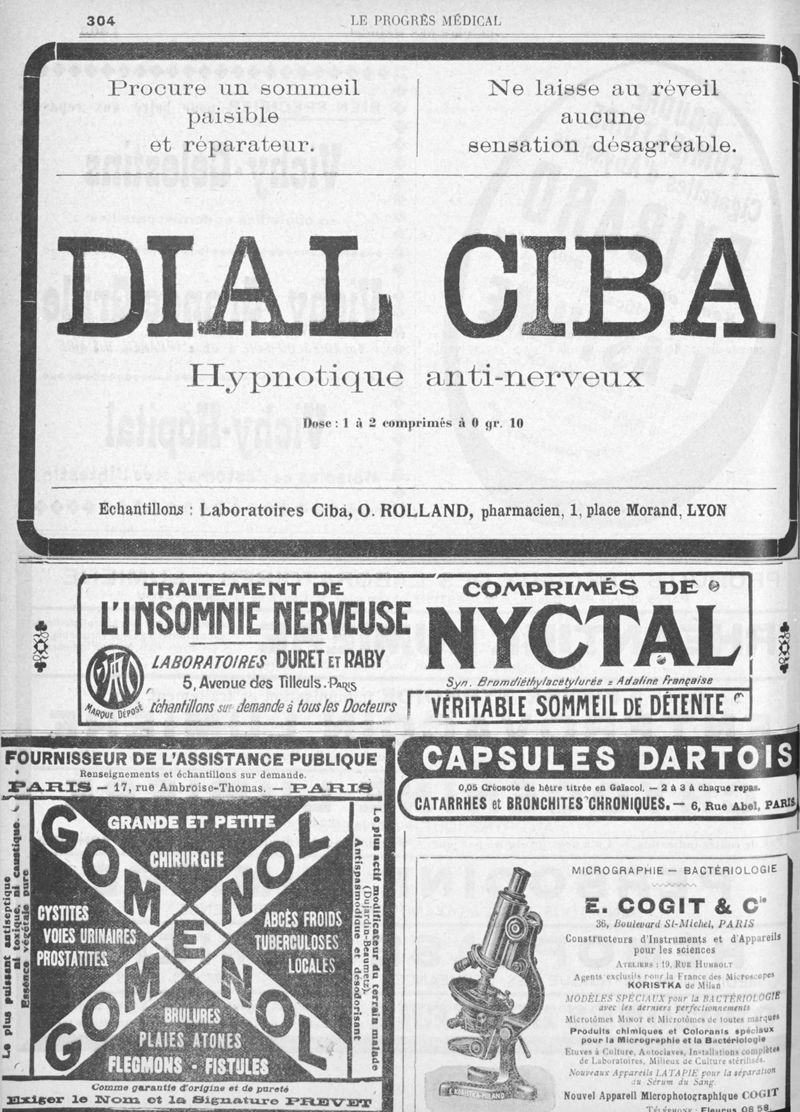 304
LE PROGRÈS MÉDICAL
Procure un sommeil
paisible
et réparateur.
Ne laisse au réveil
aucune
sensation désagréable.
DIAL CIBA
Hypnotique anti-nerveux
Dose : 1 à 2 comprimés à 0 gr. 10
Echantillons : Laboratoires Ciba, O. ROLLAND, pharmacien, 1, place Morand, LYON
TRAITEMENT DE
L'INSOMNIE NERVEUSE
LABORATOIRES DURET ET RABY
5, Avenue des Tilleuls. PARIS
MARQUE DÉPOSÉE
Échantillons sur demande à tous les Docteurs
COMPRIMÉS DE
NYCTAL
Syn. Bromdiéthylacétylurée = Adaline Française
VÉRITABLE SOMMEIL DE DÉTENTE
FOURNISSEUR DE L'ASSISTANCE PUBLIQUE
Renseignements et échantillons sur demande.
PARIS — 17, rue Ambroise-Thomas. — PARIS
Le plus puissant antiseptique
ni toxique, ni caustique
Essence végétale pure
GOMENOL
GOMENOL
GRANDE ET PETITE
CHIRURGIE
CYSTITES
VOIES URINAIRES
PROSTATITES
ABCÈS FROIDS
TUBERCULOSES
LOCALES
BRULURES
PLAIES ATONES
FLEGMONS - FISTULES
Le plus actif modificateur du terrain malade
(Dujardin-Beaumetz)
Antispasmodique et désodorisant
Comme garantie d'origine et de pureté
Exiger le Nom et la Signature PREVET
CAPSULES DARTOIS
0,05 Créosote de hêtre titrée en Gaïacol. — 2 à 3 à chaque repas.
CATARRHES et BRONCHITES CHRONIQUES. — 6, Rue Abel, PARIS
MICROGRAPHIE — BACTÉRIOLOGIE
E. COGIT & Cie
36, Boulevard St-Michel, PARIS
Constructeurs d'Instruments et d'Appareils
pour les sciences
ATELIERS : 19, RUE HUMBOLT
Agents exclusifs pour la France des Microscopes
KORISTKA de Milan
MODÈLES SPÉCIAUX pour la BACTÉRIOLOGIE
avec les derniers perfectionnements
Microtômes MINOT et Microtômes de toutes marques
Produits chimiques et Colorants spéciaux
pour la Micrographie et la Bactériologie
Etuves à Culture, Autoclaves, Installations complètes
de Laboratoires, Milieux de Culture stérilisés.
Nouveaux Appareils LATAPIE pour la séparation
du Sérum du Sang.
Nouvel Appareil Microphotographique COGIT
TÉLÉPHONE : Fleurus 08 58.
KORISTKA-MILANO